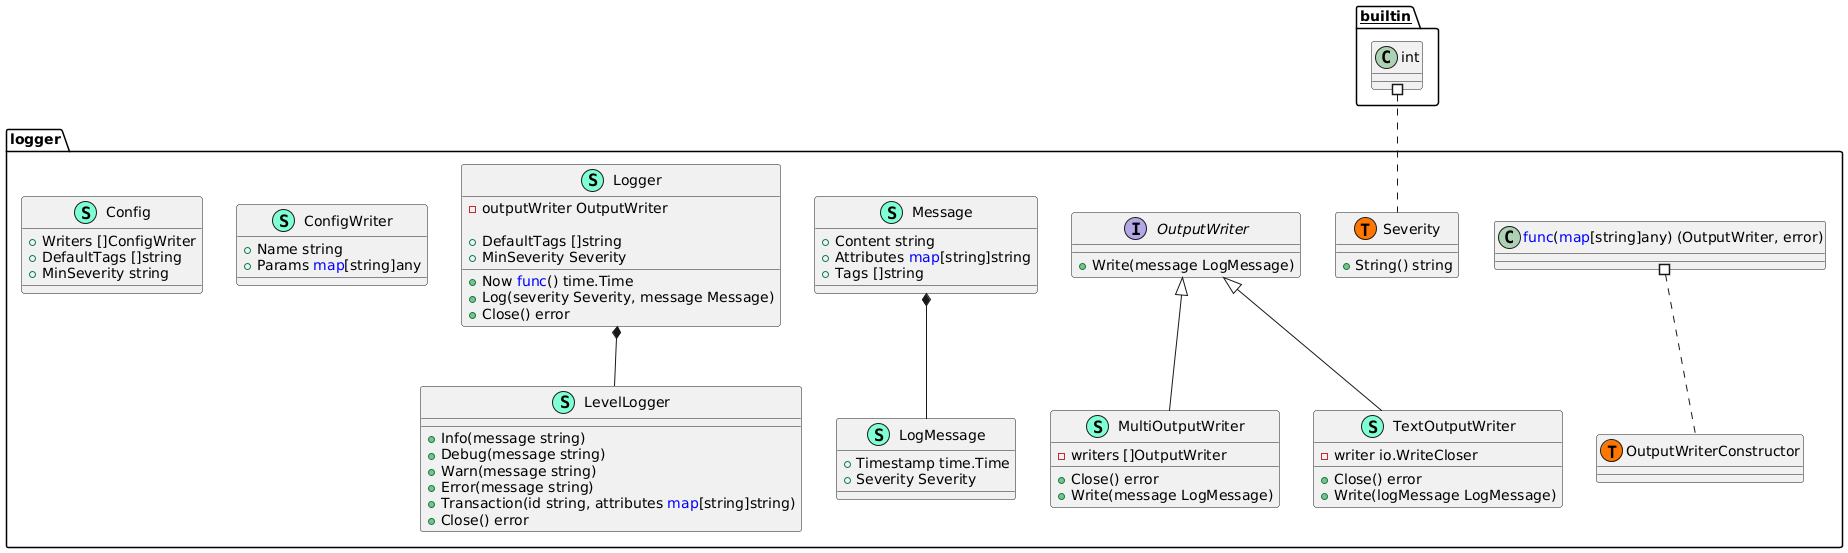 builtin
C int
logger
S Config
Writers []ConfigWriter
DefaultTags []string
MinSeverity string
S ConfigWriter
Name string
Params map[string]any
S Logger
outputWriter OutputWriter
DefaultTags []string
MinSeverity Severity
Now func() time.Time
Log(severity Severity, message Message)
Close() error
S Message
Content string
Attributes map[string]string
Tags []string
I OutputWriter
Write(message LogMessage)
T Severity
String() string
C func(map[string]any) (OutputWriter, error)
S LevelLogger
Info(message string)
Debug(message string)
Warn(message string)
Error(message string)
Transaction(id string, attributes map[string]string)
Close() error
S LogMessage
Timestamp time.Time
Severity Severity
S MultiOutputWriter
writers []OutputWriter
Close() error
Write(message LogMessage)
S TextOutputWriter
writer io.WriteCloser
Close() error
Write(logMessage LogMessage)
T OutputWriterConstructor